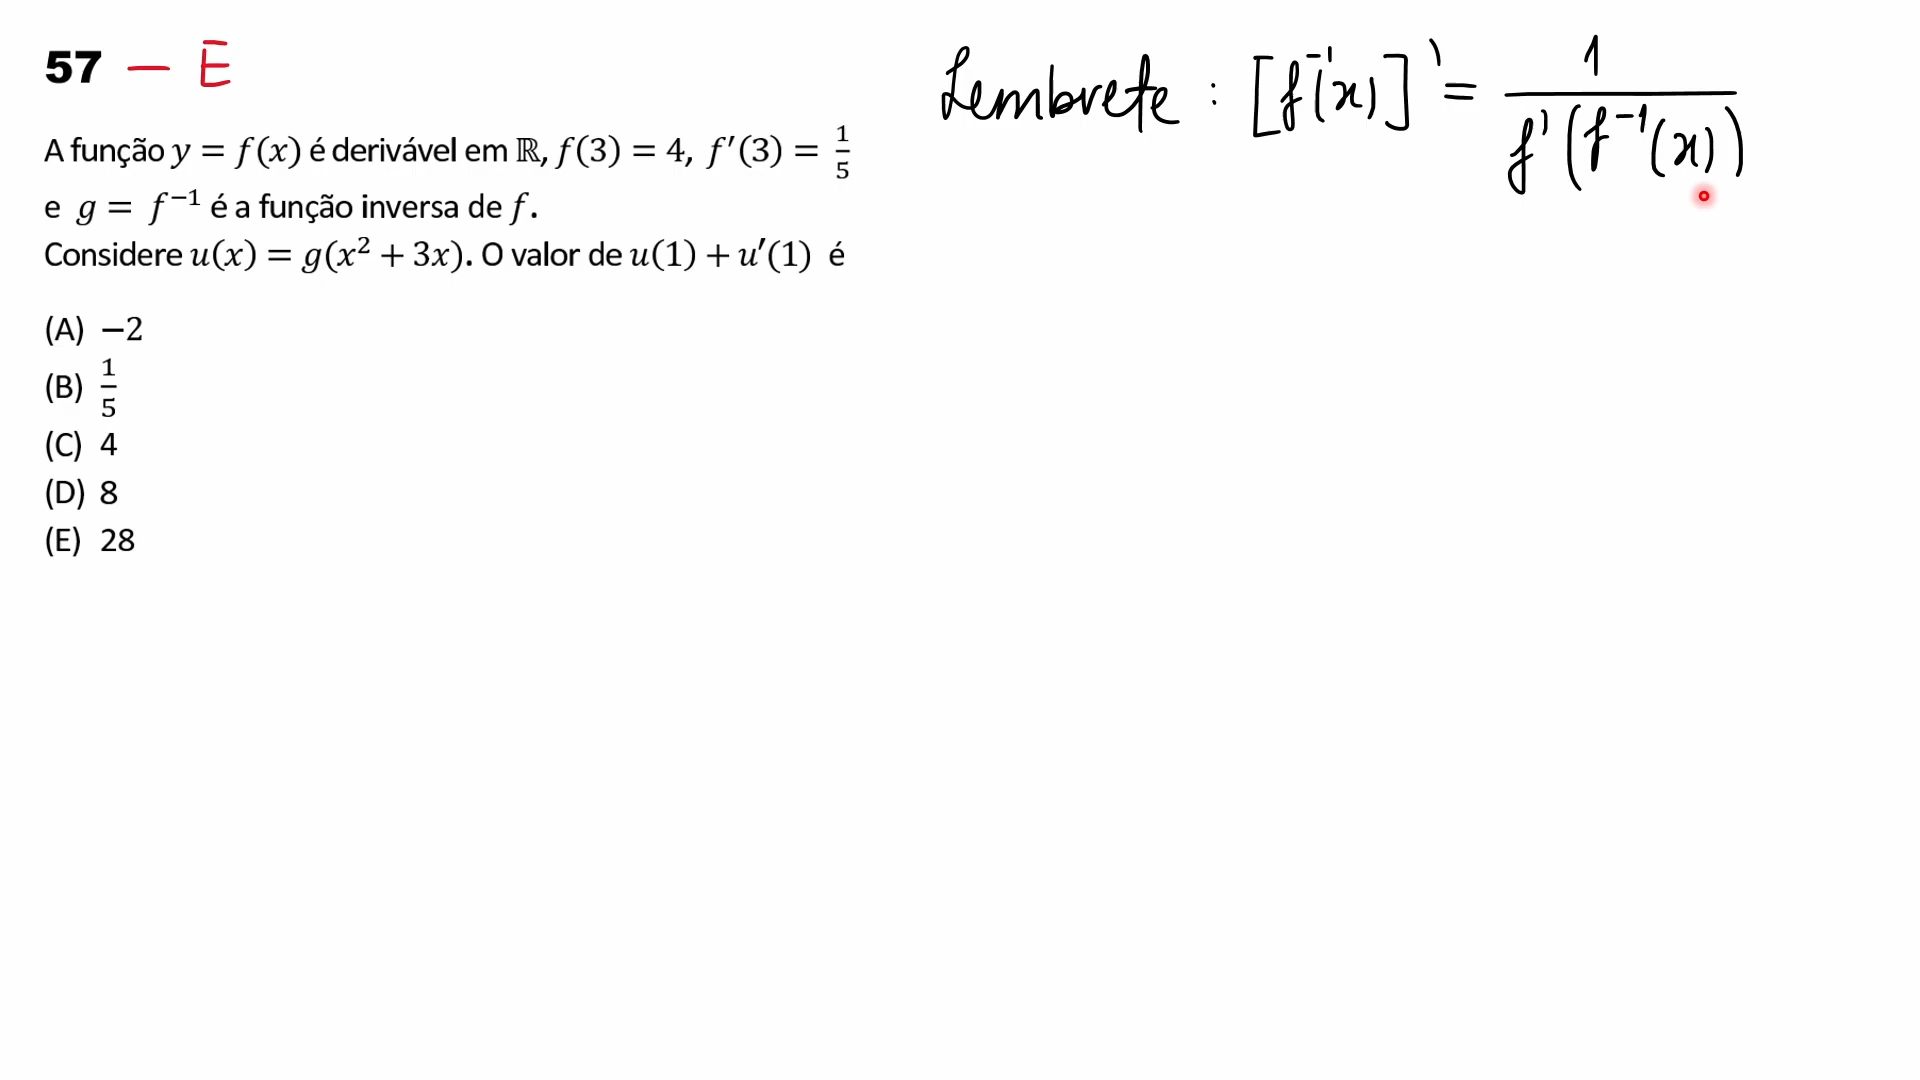 57 — E
A função y = f(x) é derivável em ℝ, f(3) = 4, f′(3) = 1/5
e g = f⁻¹ é a função inversa de f.
Considere u(x) = g(x² + 3x). O valor de u(1) + u′(1) é
(A) −2
(B) 1/5
(C) 4
(D) 8
(E) 28
Lembrete : [f⁻¹(x)]' = 1/f'(f⁻¹(x))